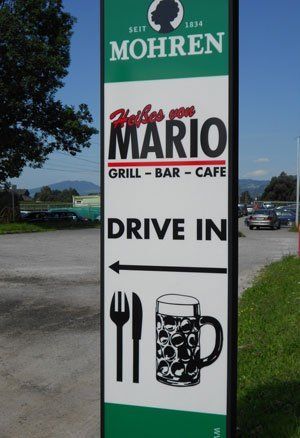 SEIT 1834
MOHREN
Heißes von
MARIO
GRILL – BAR – CAFE
DRIVE IN